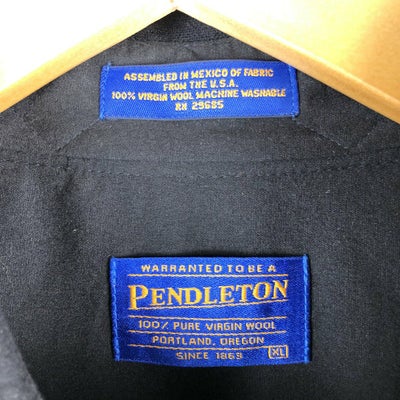 ASSEMBLED IN MEXICO OF FABRIC
FROM THE U.S.A.
100% VIRGIN WOOL MACHINE WASHABLE
RN 29685
WARRANTED TO BE A
PENDLETON
100% PURE VIRGIN WOOL
PORTLAND, OREGON
SINCE 1863 XL